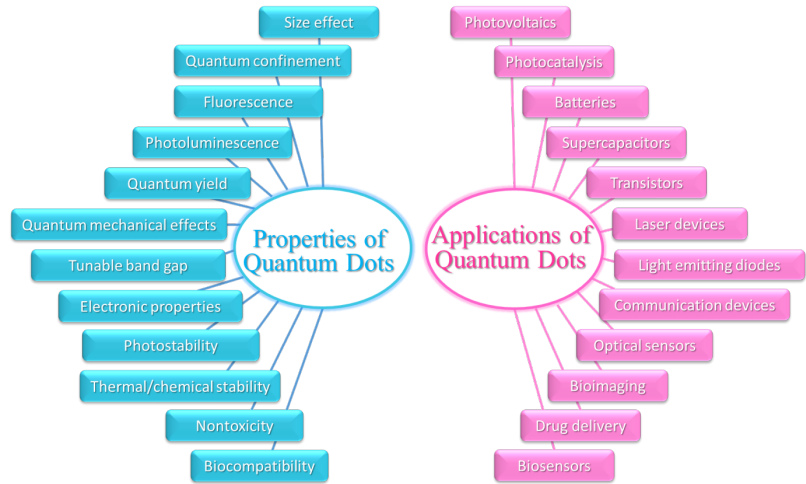 Size effect
Quantum confinement
Fluorescence
Photoluminescence
Quantum yield
Quantum mechanical effects
Tunable band gap
Electronic properties
Photostability
Thermal/chemical stability
Nontoxicity
Biocompatibility
Properties of
Quantum Dots
Photovoltaics
Photocatalysis
Batteries
Supercapacitors
Transistors
Laser devices
Light emitting diodes
Communication devices
Optical sensors
Bioimaging
Drug delivery
Biosensors
Applications of
Quantum Dots